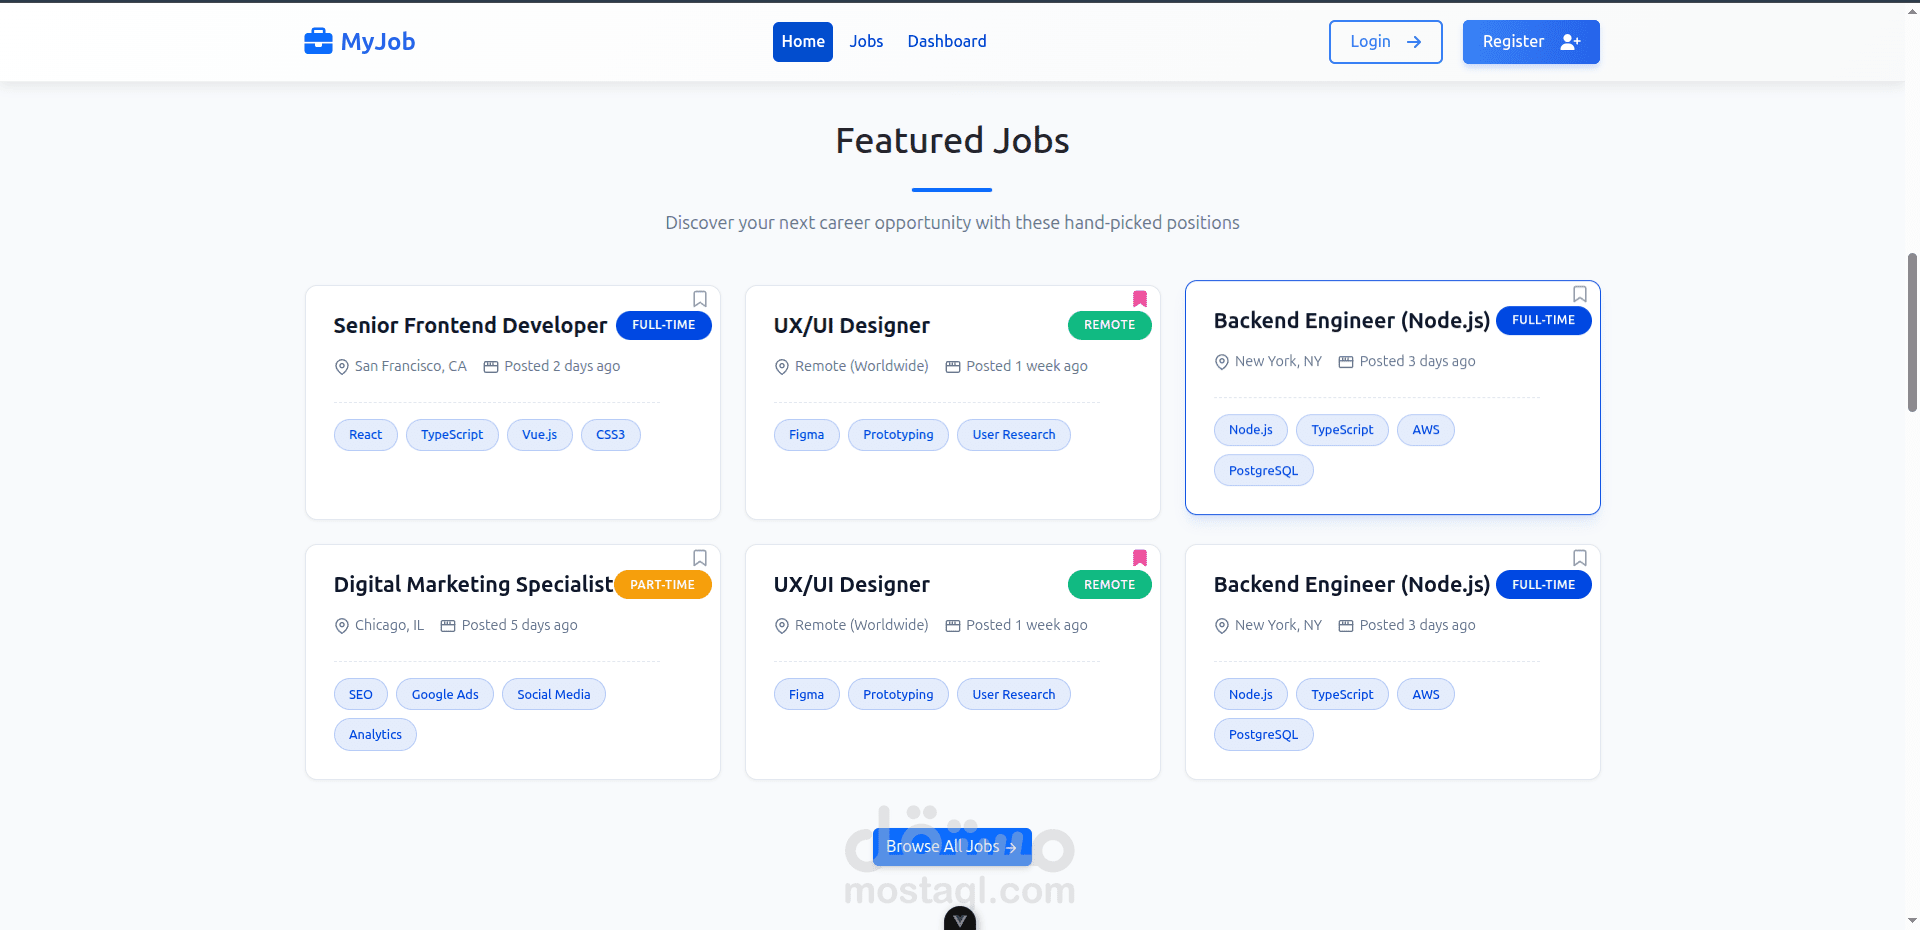 MyJob
Home Jobs Dashboard
Login
Register
Featured Jobs
Discover your next career opportunity with these hand-picked positions
Senior Frontend Developer FULL-TIME
San Francisco, CA Posted 2 days ago
React TypeScript Vue.js CSS3
UX/UI Designer REMOTE
Remote (Worldwide) Posted 1 week ago
Figma Prototyping User Research
Backend Engineer (Node.js) FULL-TIME
New York, NY Posted 3 days ago
Node.js TypeScript AWS
PostgreSQL
Digital Marketing Specialist PART-TIME
Chicago, IL Posted 5 days ago
SEO Google Ads Social Media
Analytics
UX/UI Designer REMOTE
Remote (Worldwide) Posted 1 week ago
Figma Prototyping User Research
Backend Engineer (Node.js) FULL-TIME
New York, NY Posted 3 days ago
Node.js TypeScript AWS
PostgreSQL
Browse All Jobs →
مستقل
mostaql.com